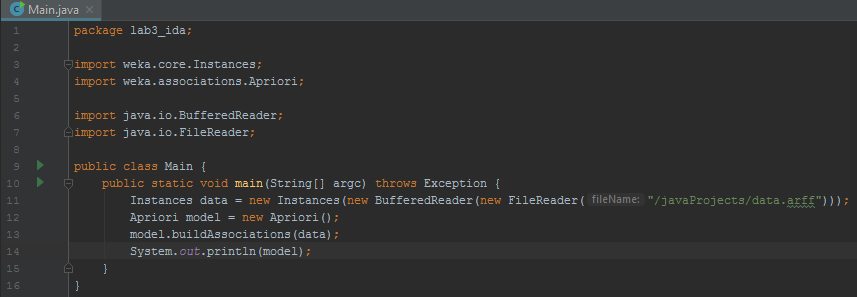 Main.java
1 package lab3_ida;
2
3 import weka.core.Instances;
4 import weka.associations.Apriori;
5
6 import java.io.BufferedReader;
7 import java.io.FileReader;
8
9 public class Main {
10 public static void main(String[] argc) throws Exception {
11 Instances data = new Instances(new BufferedReader(new FileReader( fileName: "/javaProjects/data.arff")));
12 Apriori model = new Apriori();
13 model.buildAssociations(data);
14 System.out.println(model);
15 }
16 }